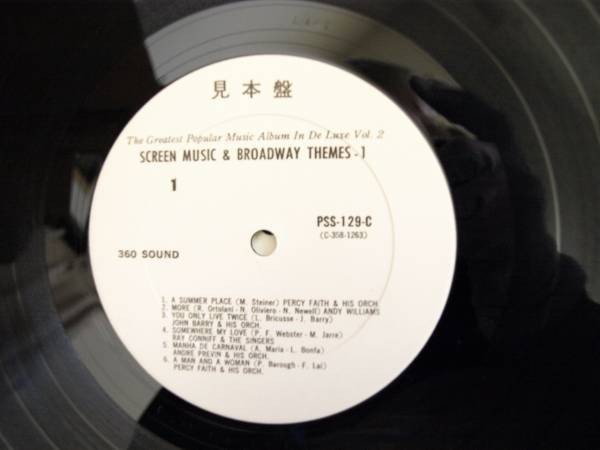 見本盤
The Greatest Popular Music Album In De Luxe Vol. 2
SCREEN MUSIC & BROADWAY THEMES - 1
1
PSS-129-C
(C-358-1263)
360 SOUND
1. A SUMMER PLACE (M. Steiner) PERCY FAITH & HIS ORCH.
2. MORE (R. Ortolani - N. Oliviero - N. Newell) ANDY WILLIAMS
3. YOU ONLY LIVE TWICE (L. Bricusse - J. Barry)
JOHN BARRY & HIS ORCH.
4. SOMEWHERE MY LOVE (P. F. Webster - M. Jarre)
RAY CONNIFF & THE SINGERS
5. MANHA DE CARNAVAL (A. Maria - L. Bonfa)
ANDRE PREVIN & HIS ORCH.
6. A MAN AND A WOMAN (P. Barough - F. Lai)
PERCY FAITH & HIS ORCH.